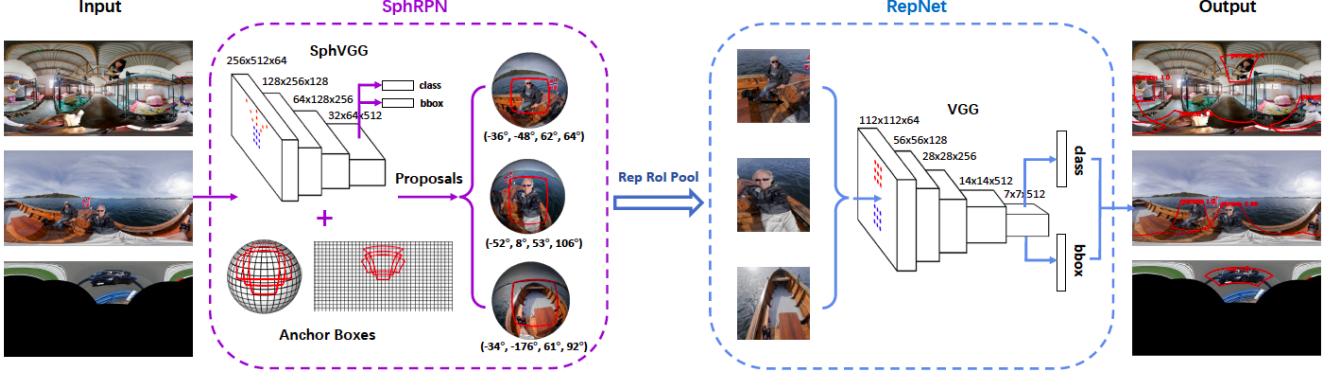 Input
SphRPN
RepNet
Output
SphVGG
256x512x64
128x256x128
64x128x256
32x64x512
class
bbox
Proposals
+
Anchor Boxes
(-36°, -48°, 62°, 64°)
(-52°, 8°, 53°, 106°)
(-34°, -176°, 61°, 92°)
Rep RoI Pool
VGG
112x112x64
56x56x128
28x28x256
14x14x512
7x7x512
class
bbox